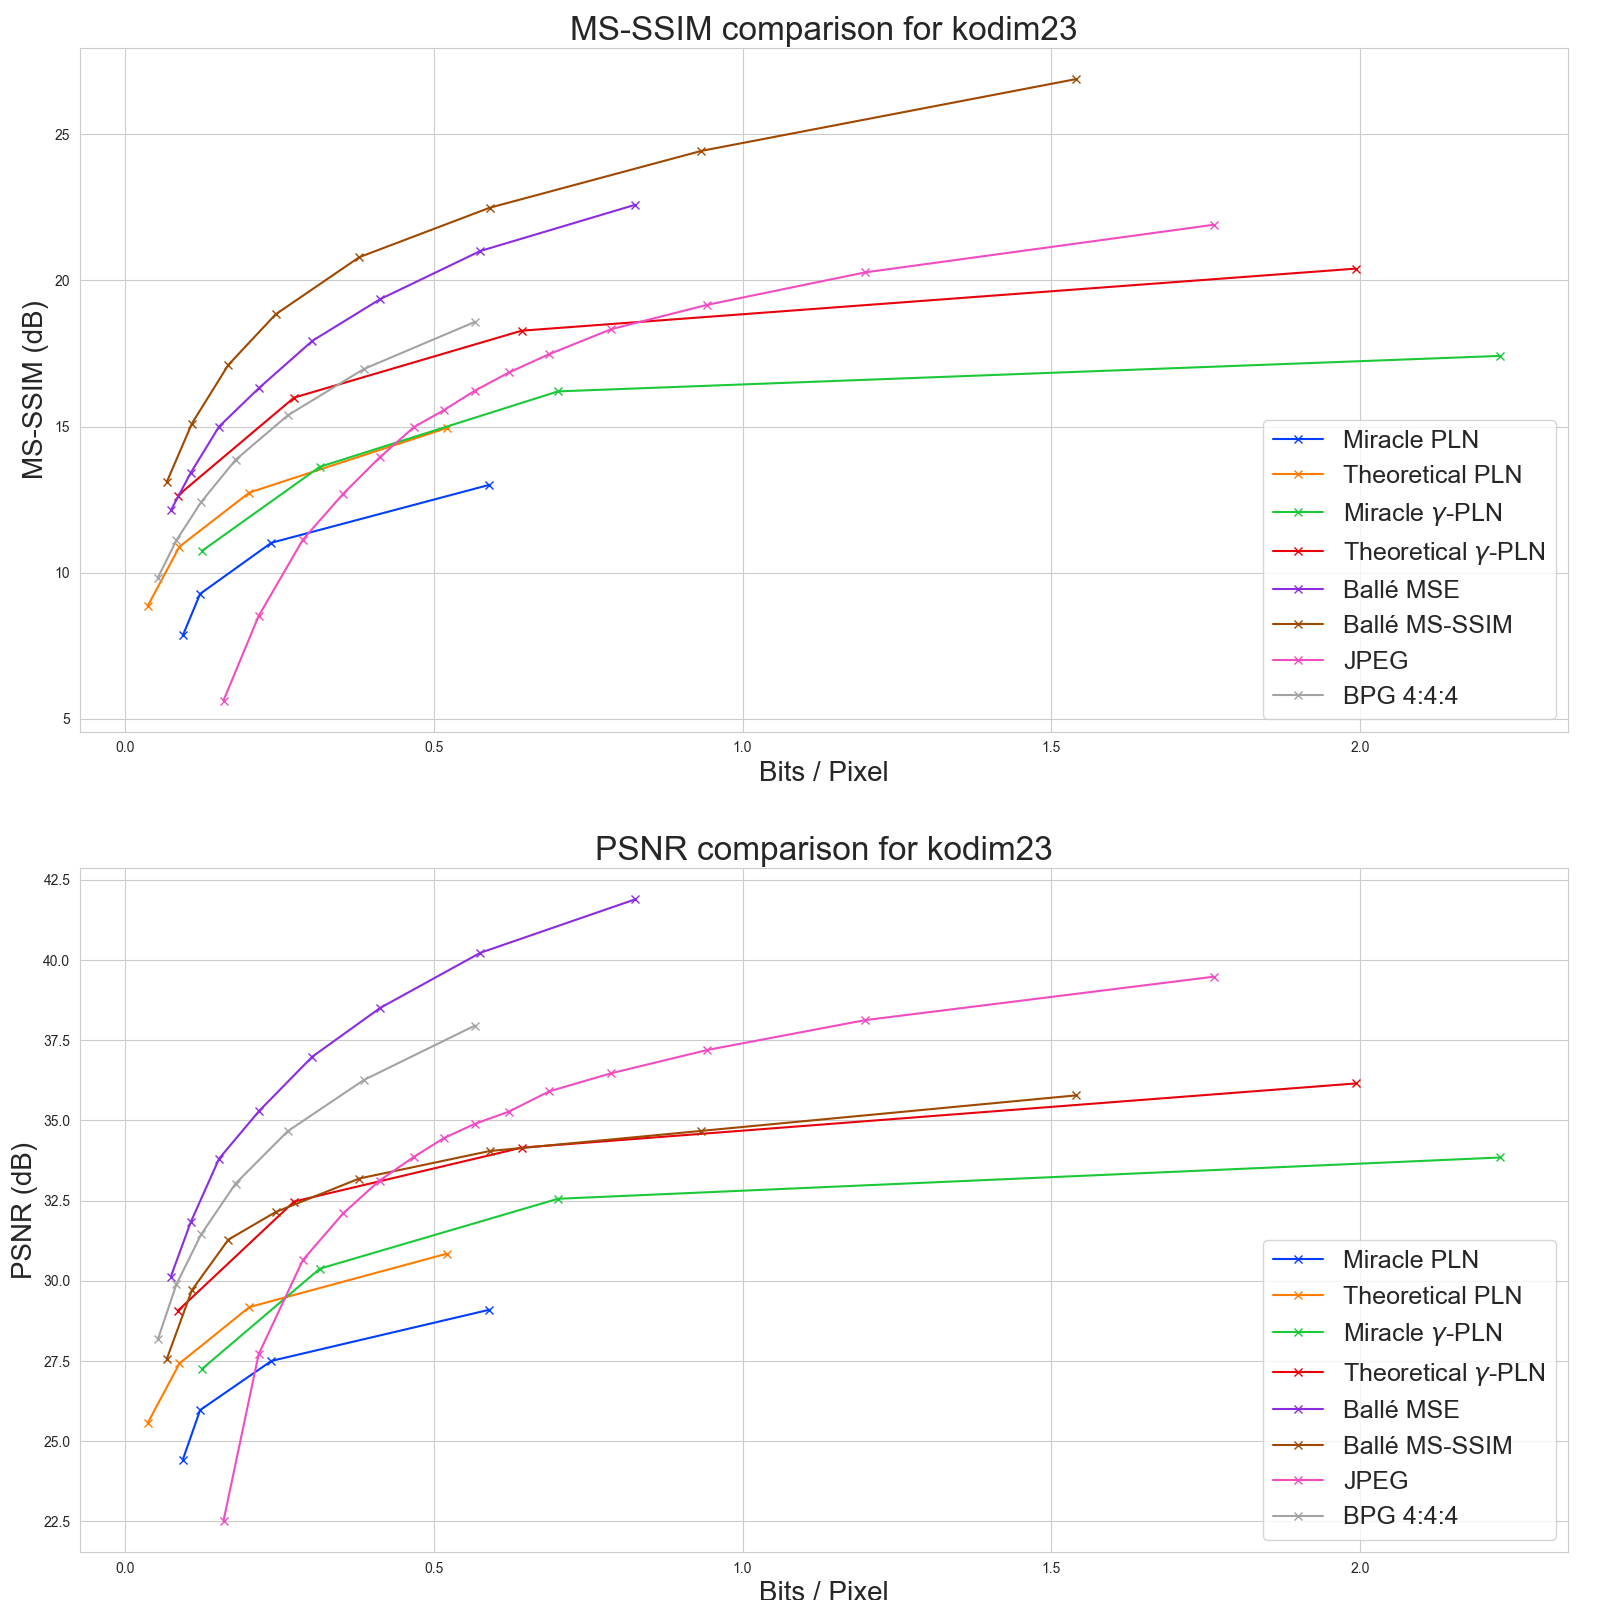 MS-SSIM comparison for kodim23
MS-SSIM (dB)
25
20
15
10
5
0.0 0.5 1.0 1.5 2.0
Bits / Pixel
Miracle PLN
Theoretical PLN
Miracle γ-PLN
Theoretical γ-PLN
Ballé MSE
Ballé MS-SSIM
JPEG
BPG 4:4:4
PSNR comparison for kodim23
PSNR (dB)
42.5
40.0
37.5
35.0
32.5
30.0
27.5
25.0
22.5
0.0 0.5 1.0 1.5 2.0
Bits / Pixel
Miracle PLN
Theoretical PLN
Miracle γ-PLN
Theoretical γ-PLN
Ballé MSE
Ballé MS-SSIM
JPEG
BPG 4:4:4